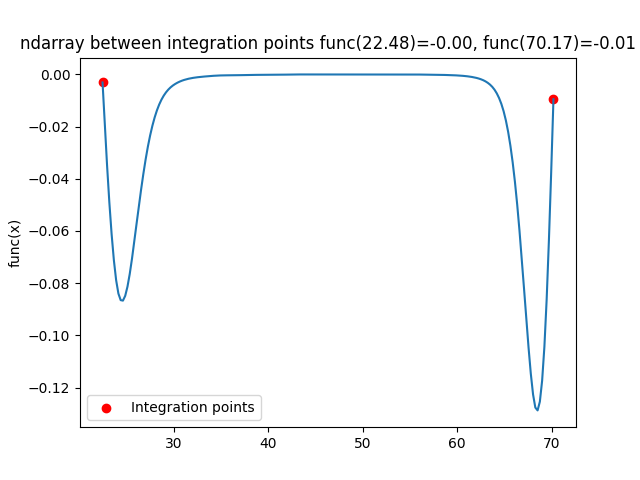 ndarray between integration points func(22.48)=-0.00, func(70.17)=-0.01
func(x)
0.00
−0.02
−0.04
−0.06
−0.08
−0.10
−0.12
Integration points
30 40 50 60 70